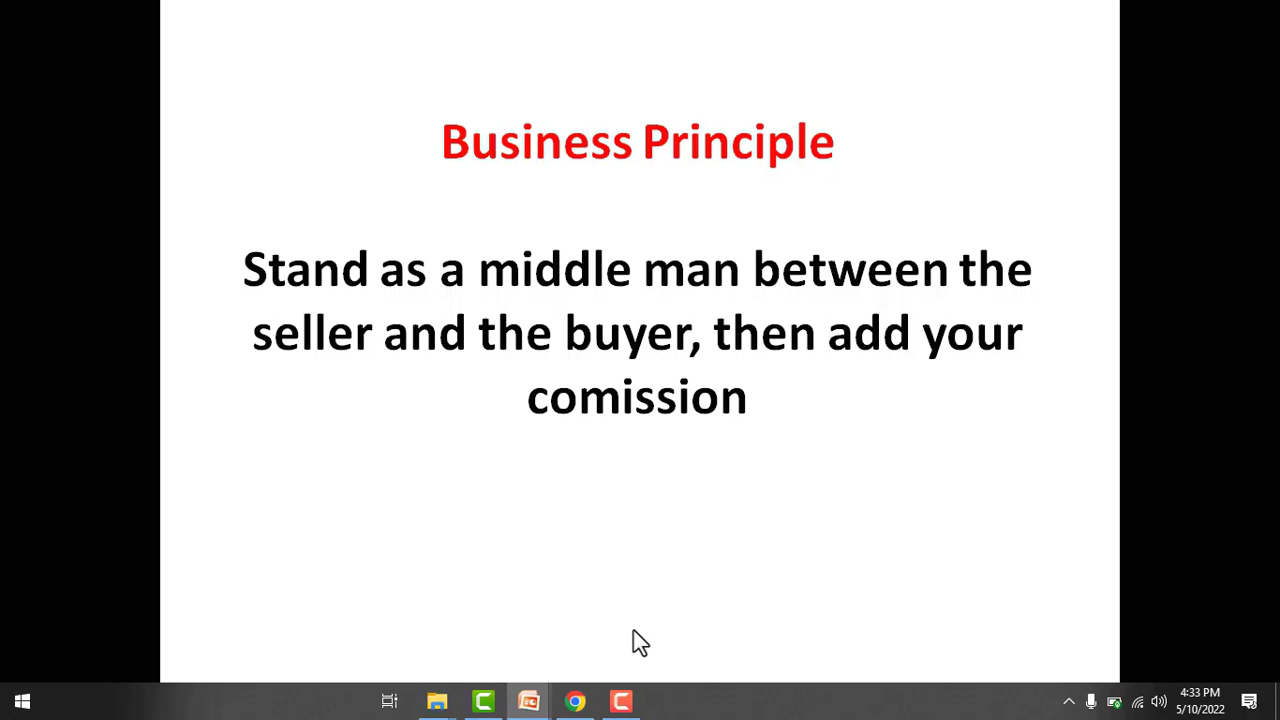 Business Principle
Stand as a middle man between the
seller and the buyer, then add your
comission
4:33 PM
5/10/2022